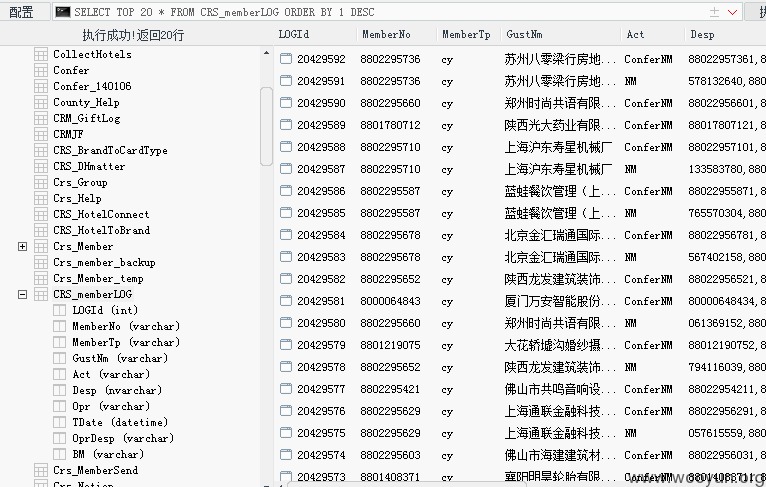 配置 SELECT TOP 20 * FROM CRS_memberLOG ORDER BY 1 DESC
执行成功!返回20行
CollectHotels
Confer
Confer_140106
County_Help
CRM_GiftLog
CRMJF
CRS_BrandToCardType
CRS_DHmatter
Crs_Group
Crs_Help
CRS_HotelConnect
CRS_HotelToBrand
Crs_Member
Crs_member_backup
Crs_Member_temp
CRS_memberLOG
LOGId (int)
MemberNo (varchar)
MemberTp (varchar)
GustNm (varchar)
Act (varchar)
Desp (nvarchar)
Opr (varchar)
TDate (datetime)
OprDesp (varchar)
BM (varchar)
Crs_MemberSend
LOGId MemberNo MemberTp GustNm Act Desp
20429592 8802295736 cy 苏州八零梁行房地... ConferNM 88022957361,8
20429591 8802295736 cy 苏州八零梁行房地... NM 578132640,88
20429590 8802295660 cy 郑州时尚共语有限... ConferNM 88022956601,8
20429589 8801780712 cy 陕西光大药业有限... ConferNM 88017807121,8
20429588 8802295710 cy 上海沪东寿星机械厂 ConferNM 88022957101,8
20429587 8802295710 cy 上海沪东寿星机械厂 NM 133583780,88
20429586 8802295587 cy 蓝蛙餐饮管理（上... ConferNM 88022955871,8
20429585 8802295587 cy 蓝蛙餐饮管理（上... NM 765570304,88
20429584 8802295678 cy 北京金汇瑞通国际... ConferNM 88022956781,8
20429583 8802295678 cy 北京金汇瑞通国际... NM 567402158,88
20429582 8802295652 cy 陕西龙发建筑装饰... ConferNM 88022956521,8
20429581 8000064843 cy 厦门万安智能股份... ConferNM 80000648434,8
20429580 8802295660 cy 郑州时尚共语有限... NM 061369152,880
20429579 8801219075 cy 大花轿墟沟婚纱摄... ConferNM 88012190752,8
20429578 8802295652 cy 陕西龙发建筑装饰... NM 794116039,880
20429577 8802295421 cy 佛山市共鸣音响设... ConferNM 88022954211,8
20429576 8802295629 cy 上海通联金融科技... ConferNM 88022956291,8
20429575 8802295629 cy 上海通联金融科技... NM 057615559,880
20429574 8802295603 cy 佛山市海建建筑材... ConferNM 88022956031,8
20429573 8801408371 cy 襄阳明昊轮胎有限... ConferNM
www.wooyun.org